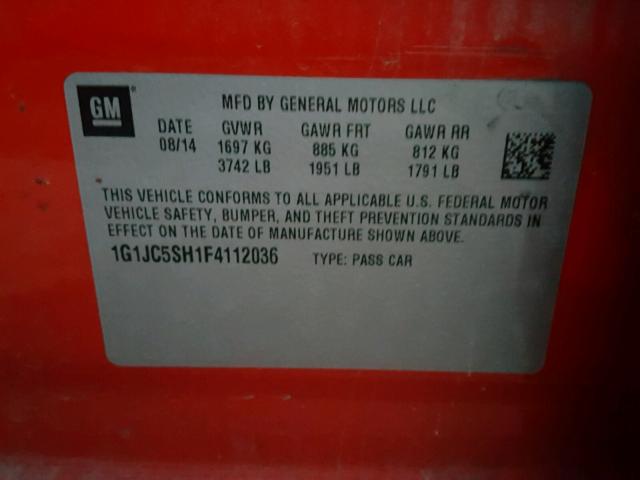 GM
MFD BY GENERAL MOTORS LLC
DATE GVWR GAWR FRT GAWR RR
08/14 1697 KG 885 KG 812 KG
3742 LB 1951 LB 1791 LB
THIS VEHICLE CONFORMS TO ALL APPLICABLE U.S. FEDERAL MOTOR
VEHICLE SAFETY, BUMPER, AND THEFT PREVENTION STANDARDS IN
EFFECT ON THE DATE OF MANUFACTURE SHOWN ABOVE.
1G1JC5SH1F4112036 TYPE: PASS CAR